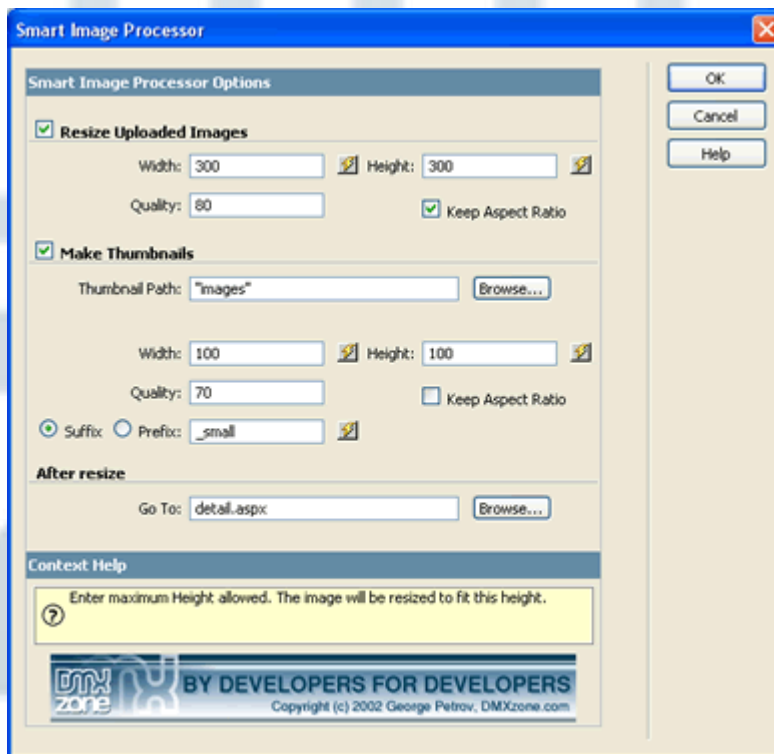 Smart Image Processor
Smart Image Processor Options
OK
Cancel
Help
Resize Uploaded Images
Width: 300 Height: 300
Quality: 80 Keep Aspect Ratio
Make Thumbnails
Thumbnail Path: "images" Browse...
Width: 100 Height: 100
Quality: 70 Keep Aspect Ratio
Suffix Prefix: _small
After resize
Go To: detail.aspx Browse...
Context Help
Enter maximum Height allowed. The image will be resized to fit this height.
DMX zone BY DEVELOPERS FOR DEVELOPERS
Copyright (c) 2002 George Petrov, DMXzone.com